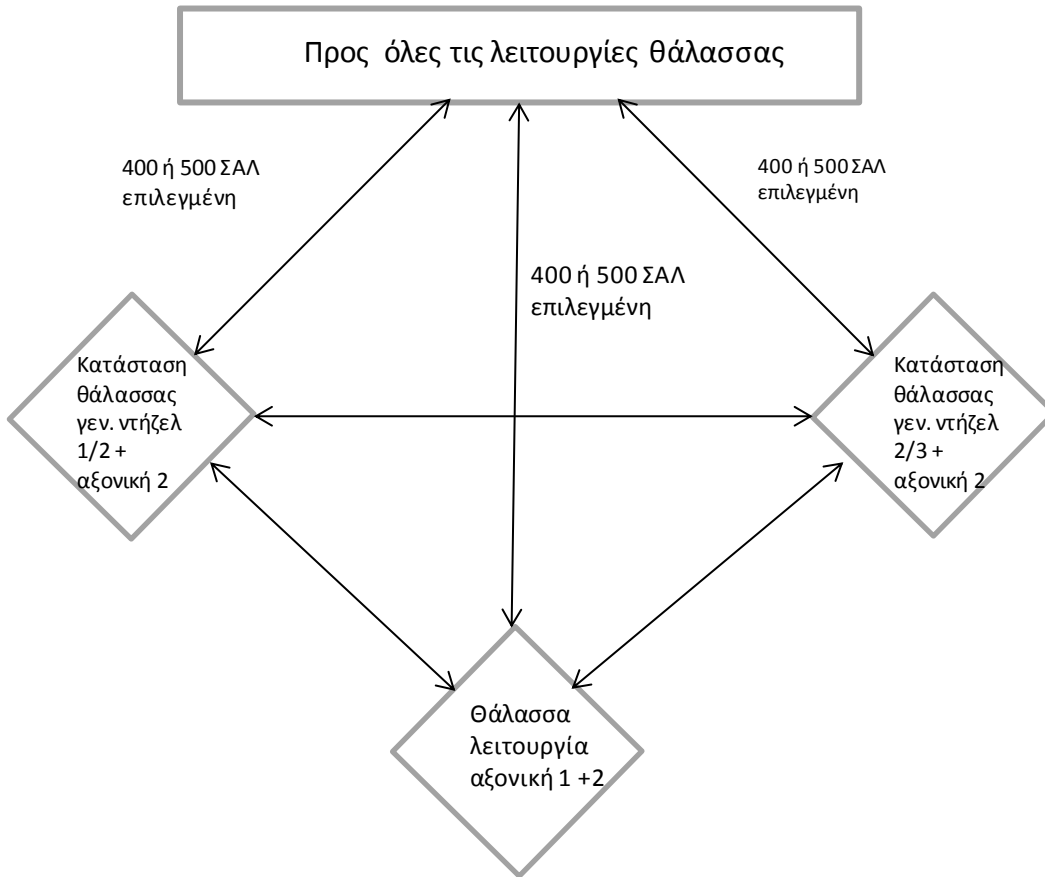 Προς όλες τις λειτουργίες θάλασσας
400 ή 500 ΣΑΛ
επιλεγμένη
400 ή 500 ΣΑΛ
επιλεγμένη
400 ή 500 ΣΑΛ
επιλεγμένη
Κατάσταση
θάλασσας
γεν. ντήζελ
1/2 +
αξονική 2
Κατάσταση
θάλασσας
γεν. ντήζελ
2/3 +
αξονική 2
Θάλασσα
λειτουργία
αξονική 1 +2